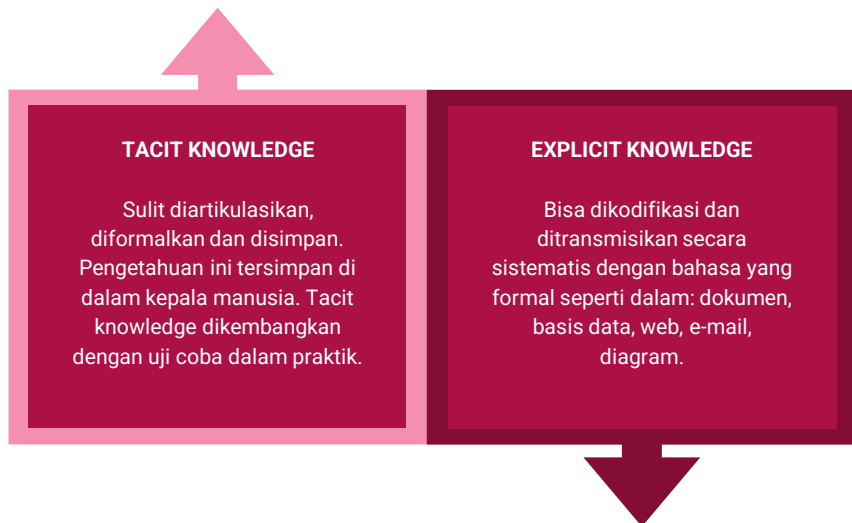 TACIT KNOWLEDGE
Sulit diartikulasikan,
diformalkan dan disimpan.
Pengetahuan ini tersimpan di
dalam kepala manusia. Tacit
knowledge dikembangkan
dengan uji coba dalam praktik.
EXPLICIT KNOWLEDGE
Bisa dikodifikasi dan
ditransmisikan secara
sistematis dengan bahasa yang
formal seperti dalam: dokumen,
basis data, web, e-mail,
diagram.